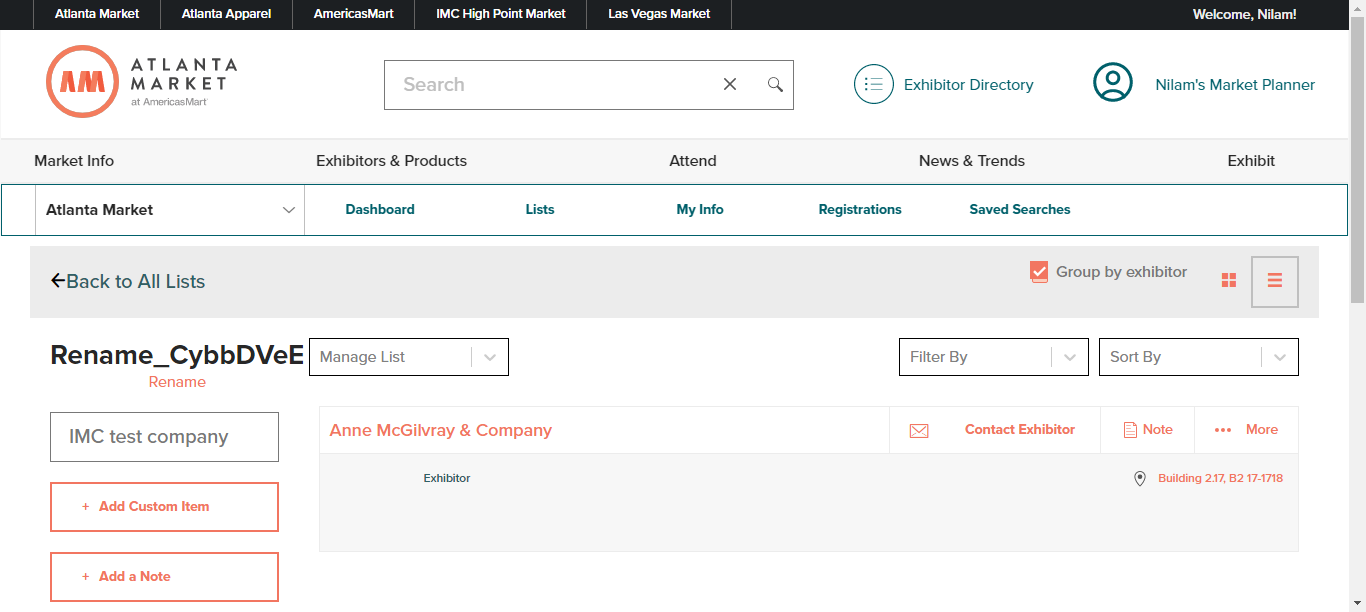 Atlanta Market Atlanta Apparel AmericasMart IMC High Point Market Las Vegas Market Welcome, Nilam!
ATLANTA
MARKET
at AmericasMart
AM
Search
Exhibitor Directory
Nilam's Market Planner
Market Info Exhibitors & Products Attend News & Trends Exhibit
Atlanta Market Dashboard Lists My Info Registrations Saved Searches
Back to All Lists
Group by exhibitor
Rename_CybbDVeE
Manage List
Filter By
Sort By
Rename
IMC test company
Anne McGilvray & Company
Contact Exhibitor
Note
More
Exhibitor
Building 2.17, B2 17-1718
+ Add Custom Item
+ Add a Note